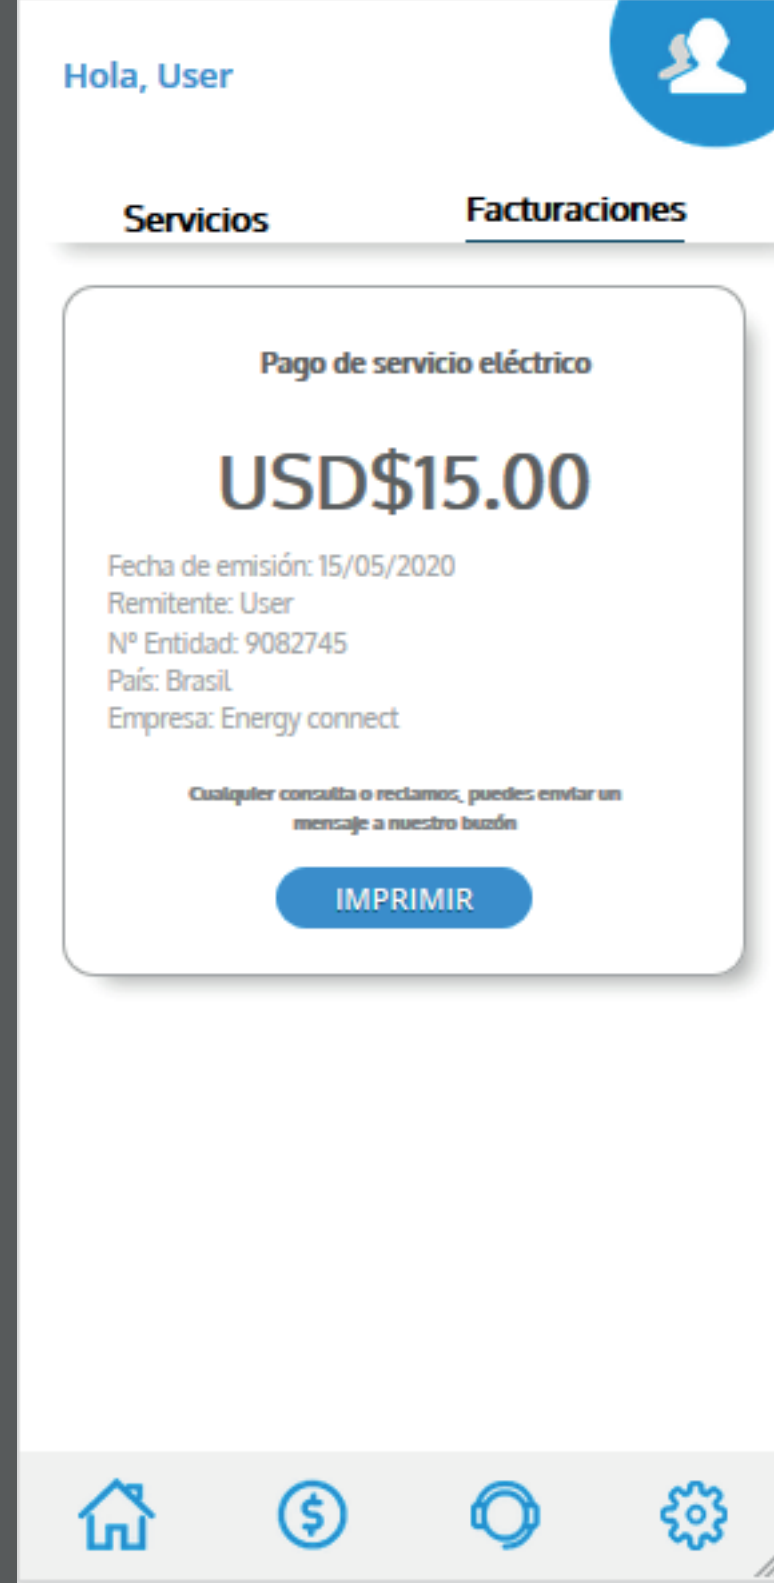 Hola, User
Servicios
Facturaciones
Pago de servicio eléctrico
USD$15.00
Fecha de emisión: 15/05/2020
Remitente: User
Nº Entidad: 9082745
País: Brasil
Empresa: Energy connect
Cualquier consulta o reclamos, puedes enviar un
mensaje a nuestro buzón
IMPRIMIR